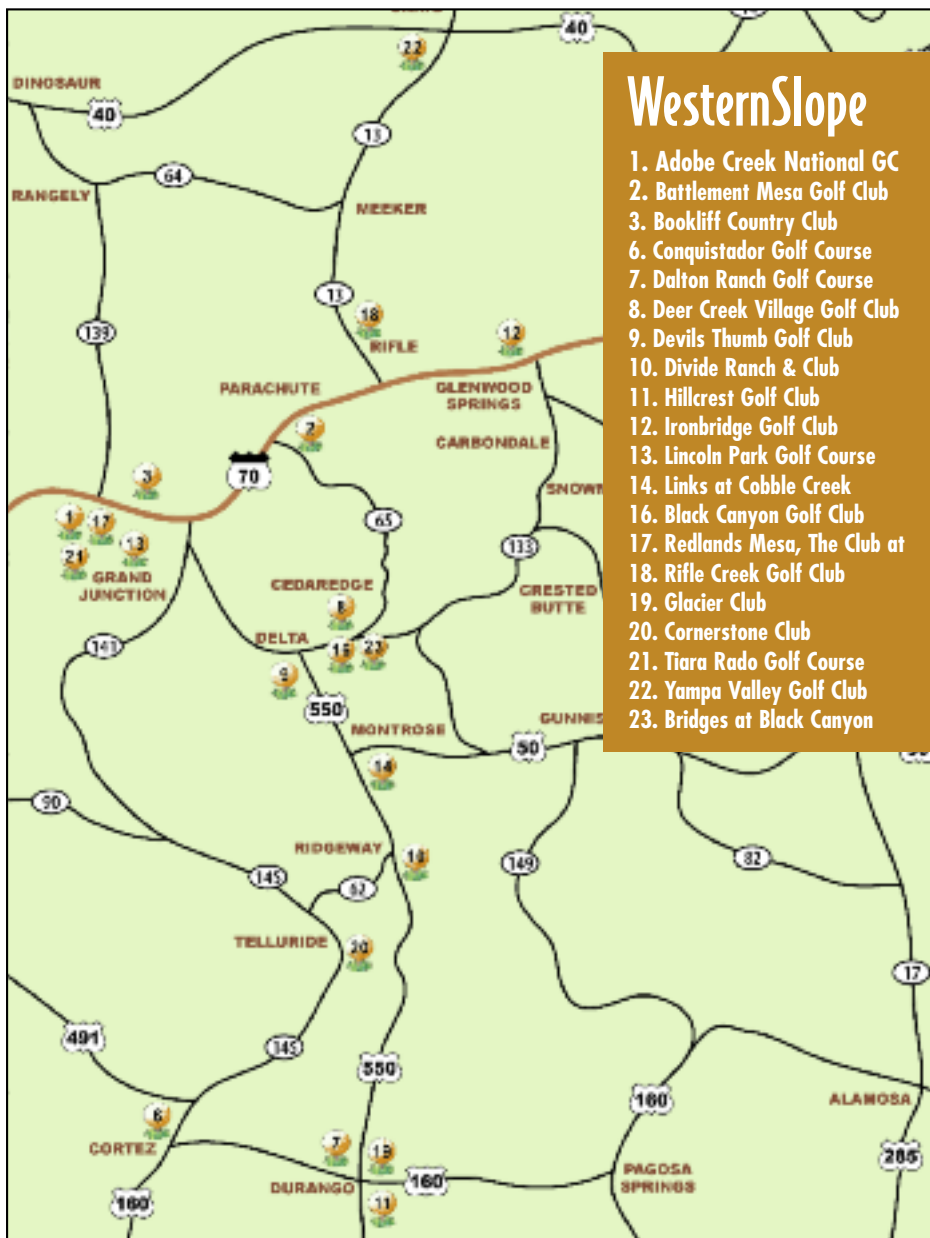 40
22
DINOSAUR
40
13
64
RANGELY
MEEKER
13
18
12
139
RIFLE
PARACHUTE
GLENWOOD
SPRINGS
2
CARBONDALE
3
70
SNOWM
1
17
65
13
21
133
GRAND
JUNCTION
CEDAREDGE
CRESTED
BUTTE
8
141
DELTA
16
23
9
550
GUNNIS
MONTROSE
50
14
90
RIDGEWAY
10
149
82
145
62
TELLURIDE
20
17
491
145
550
160
ALAMOSA
6
CORTEZ
7
19
285
PAGOSA
SPRINGS
DURANGO
160
160
11
WesternSlope
1. Adobe Creek National GC
2. Battlement Mesa Golf Club
3. Bookliff Country Club
6. Conquistador Golf Course
7. Dalton Ranch Golf Course
8. Deer Creek Village Golf Club
9. Devils Thumb Golf Club
10. Divide Ranch & Club
11. Hillcrest Golf Club
12. Ironbridge Golf Club
13. Lincoln Park Golf Course
14. Links at Cobble Creek
16. Black Canyon Golf Club
17. Redlands Mesa, The Club at
18. Rifle Creek Golf Club
19. Glacier Club
20. Cornerstone Club
21. Tiara Rado Golf Course
22. Yampa Valley Golf Club
23. Bridges at Black Canyon